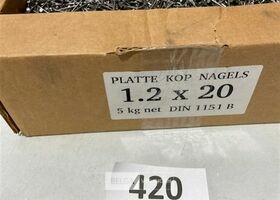 PLATTE KOP NAGELS
1.2 x 20
5 kg net DIN 1151 B
420